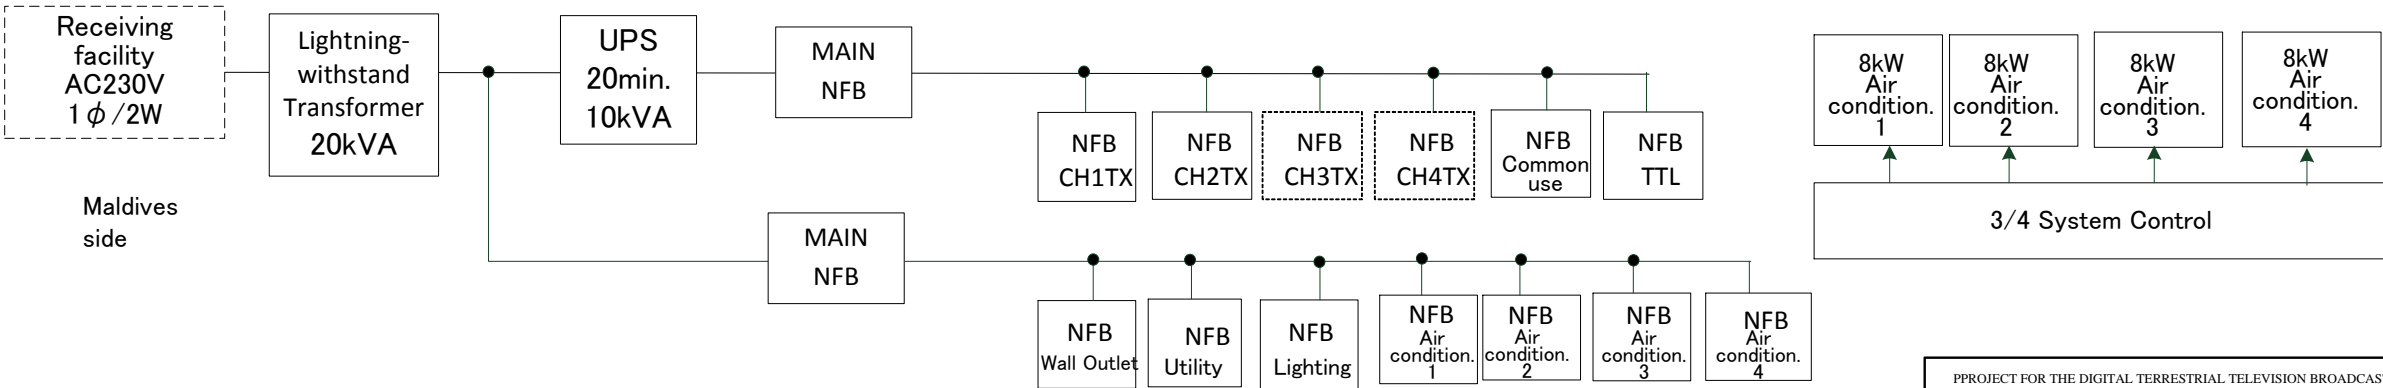 Receiving
facility
AC230V
1φ/2W
Maldives
side
Lightning-
withstand
Transformer
20kVA
UPS
20min.
10kVA
MAIN
NFB
NFB
CH1TX
NFB
CH2TX
NFB
CH3TX
NFB
CH4TX
NFB
Common
use
NFB
TTL
MAIN
NFB
NFB
Wall Outlet
NFB
Utility
NFB
Lighting
NFB
Air
condition.
1
NFB
Air
condition.
2
NFB
Air
condition.
3
NFB
Air
condition.
4
8kW
Air
condition.
1
8kW
Air
condition.
2
8kW
Air
condition.
3
8kW
Air
condition.
4
3/4 System Control
PPROJECT FOR THE DIGITAL TERRESTRIAL TELEVISION BROADCAS